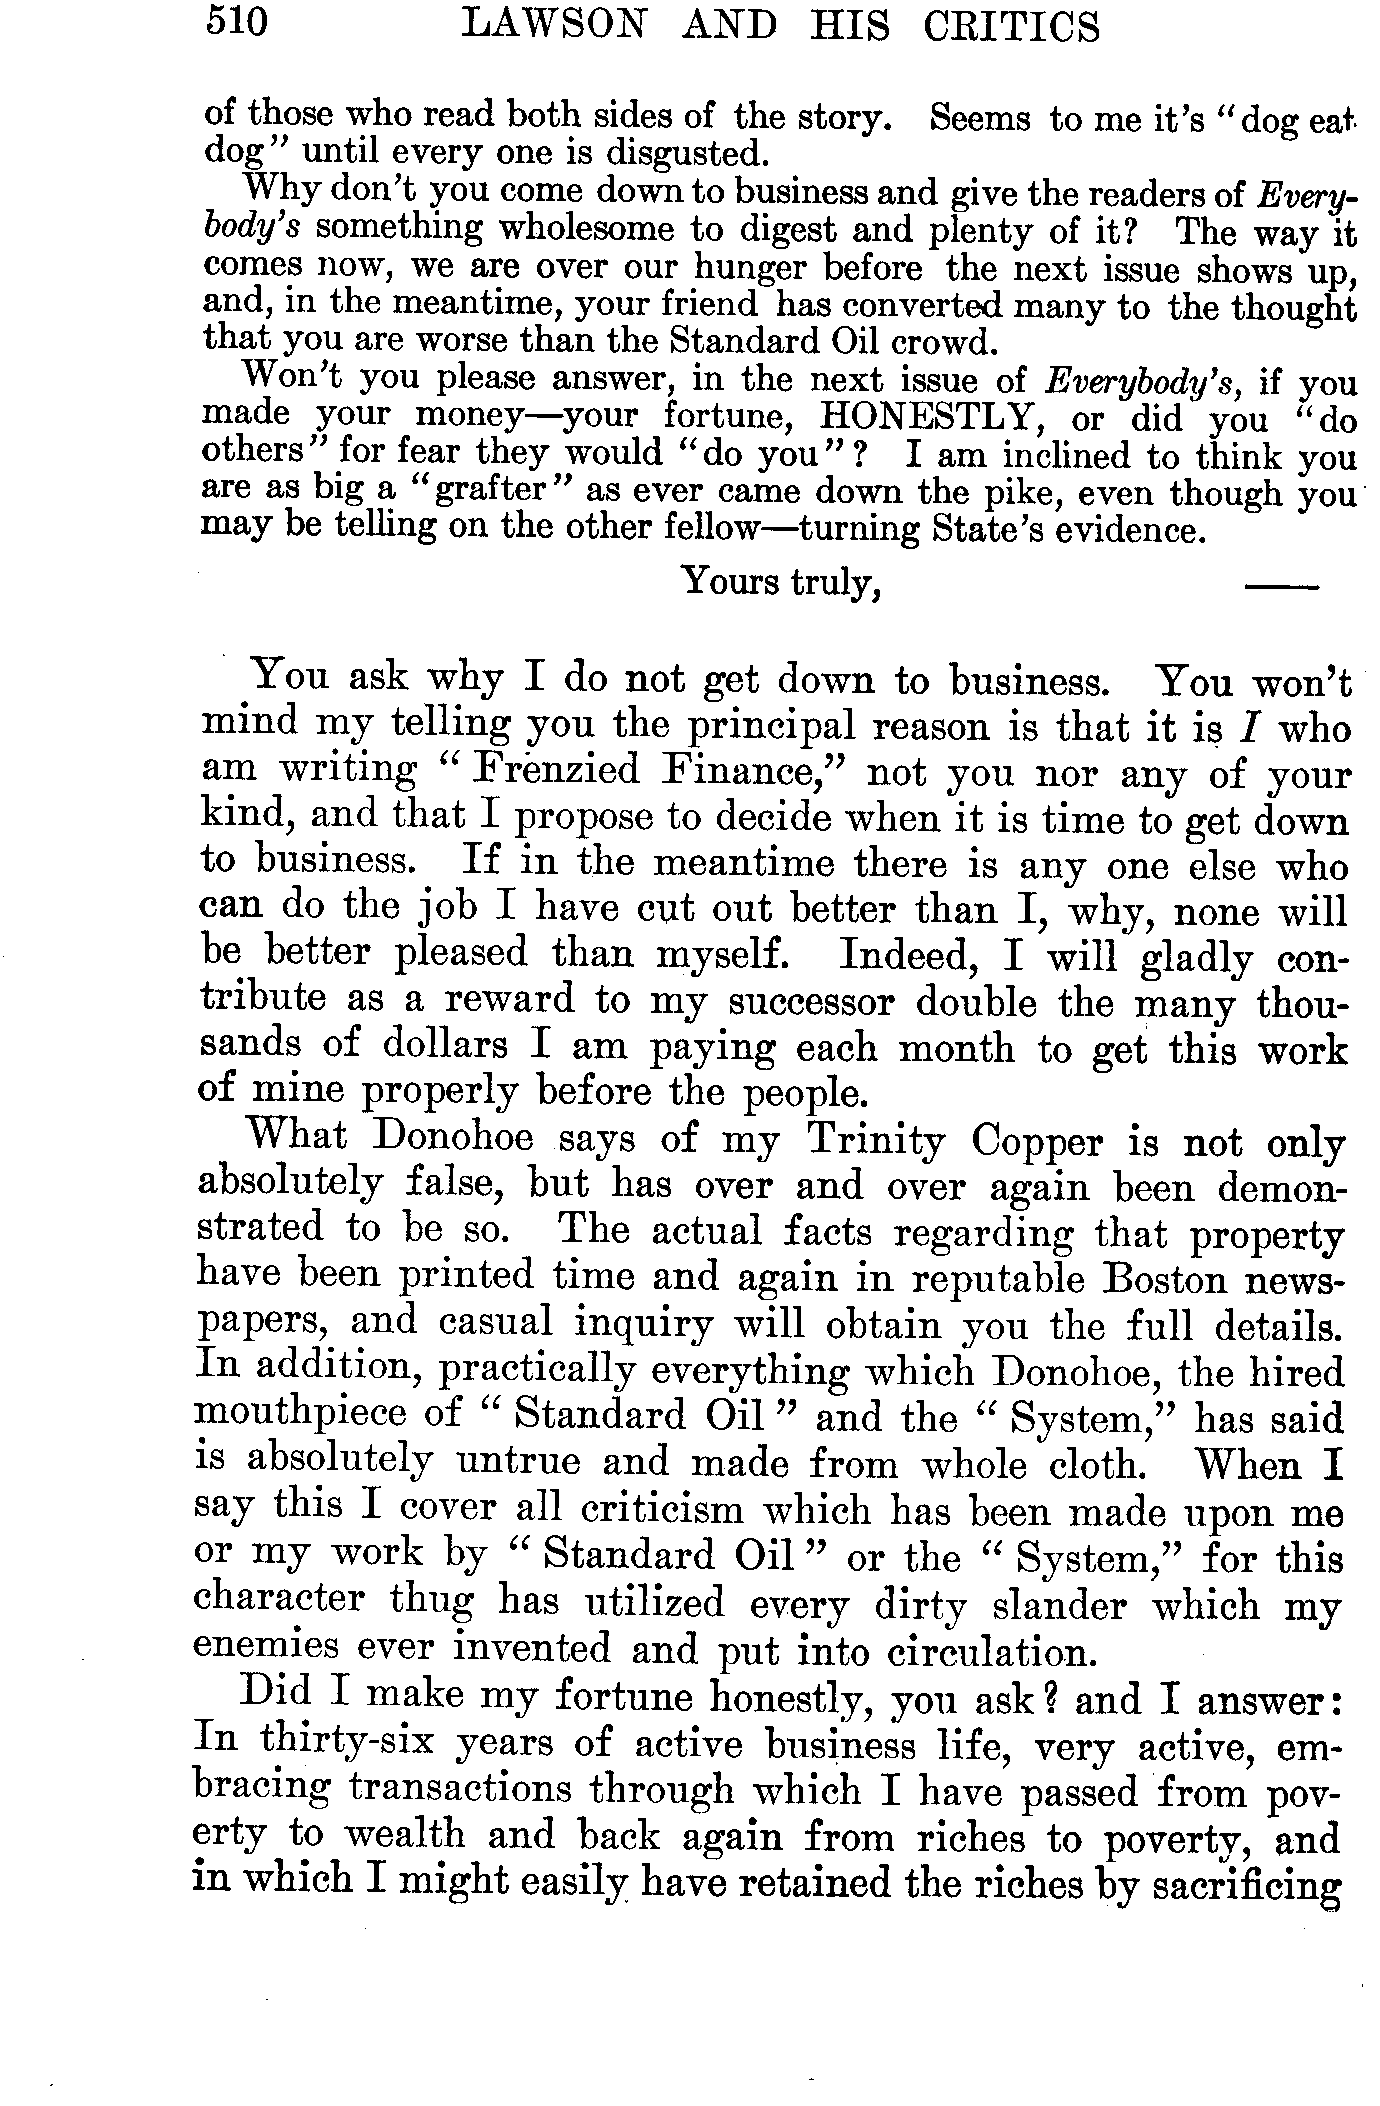 510 LAWSON AND HIS CRITICS
of those who read both sides of the story. Seems to me it's "dog eat
dog" until every one is disgusted.
Why don't you come down to business and give the readers of Every-
body's something wholesome to digest and plenty of it? The way it
comes now, we are over our hunger before the next issue shows up,
and, in the meantime, your friend has converted many to the thought
that you are worse than the Standard Oil crowd.
Won't you please answer, in the next issue of Everybody's, if you
made your money—your fortune, HONESTLY, or did you "do
others" for fear they would "do you"? I am inclined to think you
are as big a "grafter" as ever came down the pike, even though you
may be telling on the other fellow—turning State's evidence.
Yours truly, ——
You ask why I do not get down to business. You won't
mind my telling you the principal reason is that it is I who
am writing "Frenzied Finance," not you nor any of your
kind, and that I propose to decide when it is time to get down
to business. If in the meantime there is any one else who
can do the job I have cut out better than I, why, none will
be better pleased than myself. Indeed, I will gladly con-
tribute as a reward to my successor double the many thou-
sands of dollars I am paying each month to get this work
of mine properly before the people.
What Donohoe says of my Trinity Copper is not only
absolutely false, but has over and over again been demon-
strated to be so. The actual facts regarding that property
have been printed time and again in reputable Boston news-
papers, and casual inquiry will obtain you the full details.
In addition, practically everything which Donohoe, the hired
mouthpiece of "Standard Oil" and the "System," has said
is absolutely untrue and made from whole cloth. When I
say this I cover all criticism which has been made upon me
or my work by "Standard Oil" or the "System," for this
character thug has utilized every dirty slander which my
enemies ever invented and put into circulation.
Did I make my fortune honestly, you ask? and I answer:
In thirty-six years of active business life, very active, em-
bracing transactions through which I have passed from pov-
erty to wealth and back again from riches to poverty, and
in which I might easily have retained the riches by sacrificing